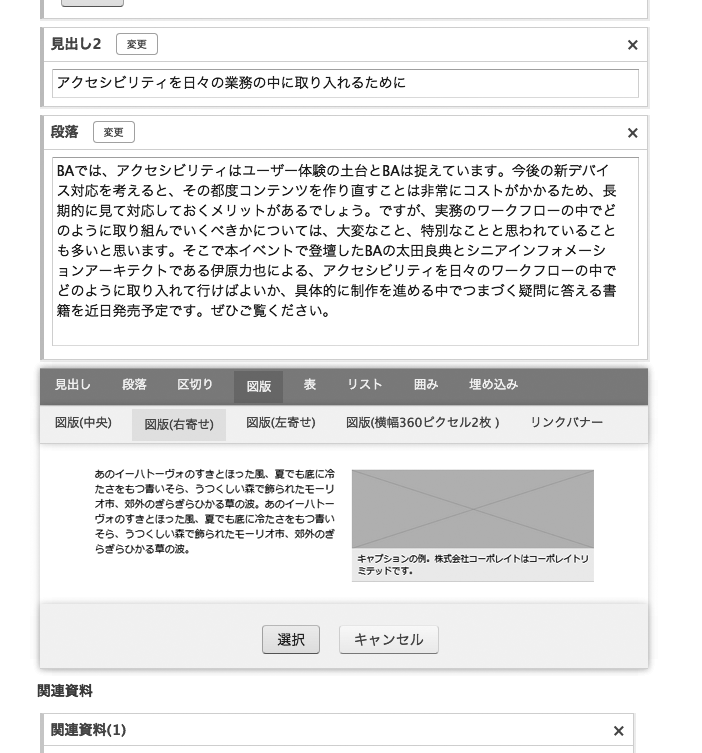 見出し2 変更 ×
アクセシビリティを日々の業務の中に取り入れるために
段落 変更 ×
BAでは、アクセシビリティはユーザー体験の土台とBAは捉えています。今後の新デバイ
ス対応を考えると、その都度コンテンツを作り直すことは非常にコストがかかるため、長
期的に見て対応しておくメリットがあるでしょう。ですが、実務のワークフローの中でど
のように取り組んでいくべきかについては、大変なこと、特別なことと思われていること
も多いと思います。そこで本イベントで登壇したBAの太田良典とシニアインフォメーシ
ョンアーキテクトである伊原力也による、アクセシビリティを日々のワークフローの中で
どのように取り入れて行けばよいか、具体的に制作を進める中でつまづく疑問に答える書
籍を近日発売予定です。ぜひご覧ください。
見出し 段落 区切り 図版 表 リスト 囲み 埋め込み
図版(中央) 図版(右寄せ) 図版(左寄せ) 図版(横幅360ピクセル2枚 ) リンクバナー
あのイーハトーヴォのすきとほった風、夏でも底に冷
たさをもつ青いそら、うつくしい森で飾られたモーリ
オ市、郊外のぎらぎらひかる草の波。あのイーハトー
ヴォのすきとほった風、夏でも底に冷たさをもつ青い
そら、うつくしい森で飾られたモーリオ市、郊外のぎ
らぎらひかる草の波。
キャプションの例。株式会社コーポレイトはコーポレイトリ
ミテッドです。
選択 キャンセル
関連資料
関連資料(1) ×